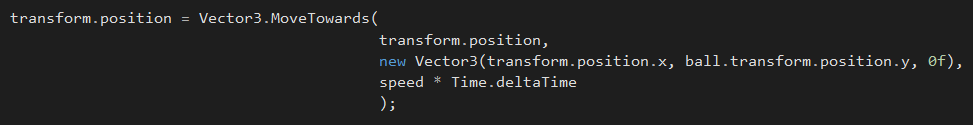 transform.position = Vector3.MoveTowards(
transform.position,
new Vector3(transform.position.x, ball.transform.position.y, 0f),
speed * Time.deltaTime
);